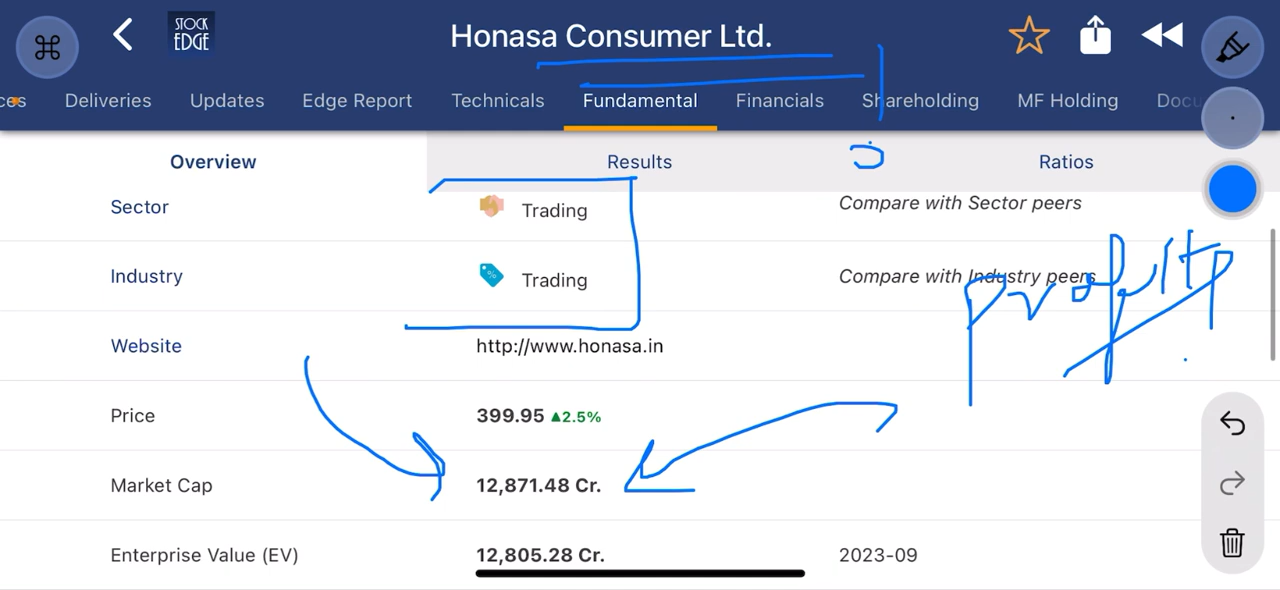 STOCK EDGE
Honasa Consumer Ltd.
Deliveries Updates Edge Report Technicals Fundamental Financials Shareholding MF Holding
Overview Results Ratios
Sector Trading Compare with Sector peers
Industry Trading Compare with Industry peers
Website http://www.honasa.in
Price 399.95 ▲2.5%
Market Cap 12,871.48 Cr.
Enterprise Value (EV) 12,805.28 Cr. 2023-09